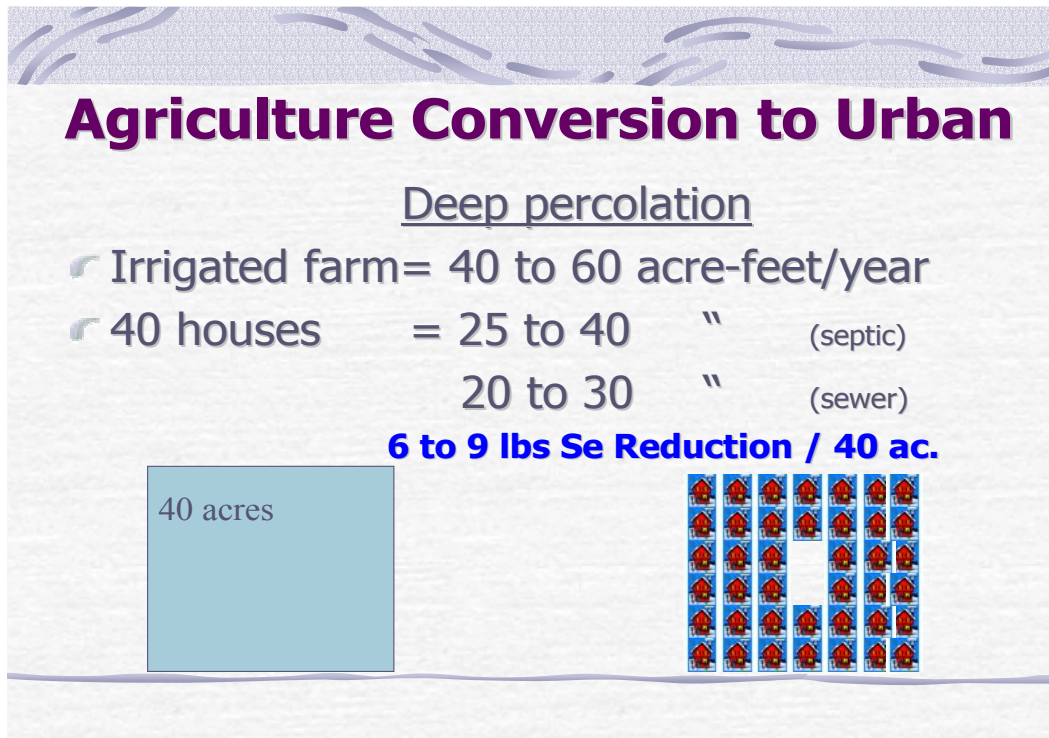 Agriculture Conversion to Urban
Deep percolation
Irrigated farm= 40 to 60 acre-feet/year
40 houses = 25 to 40 “ (septic)
20 to 30 “ (sewer)
6 to 9 lbs Se Reduction / 40 ac.
40 acres